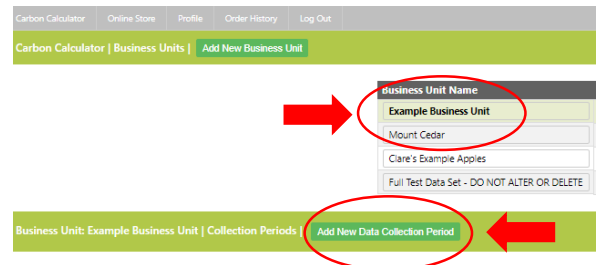 Carbon Calculator Online Store Profile Order History Log Out
Carbon Calculator | Business Units | Add New Business Unit
Business Unit Name
Example Business Unit
Mount Cedar
Clare's Example Apples
Full Test Data Set - DO NOT ALTER OR DELETE
Business Unit: Example Business Unit | Collection Periods | Add New Data Collection Period